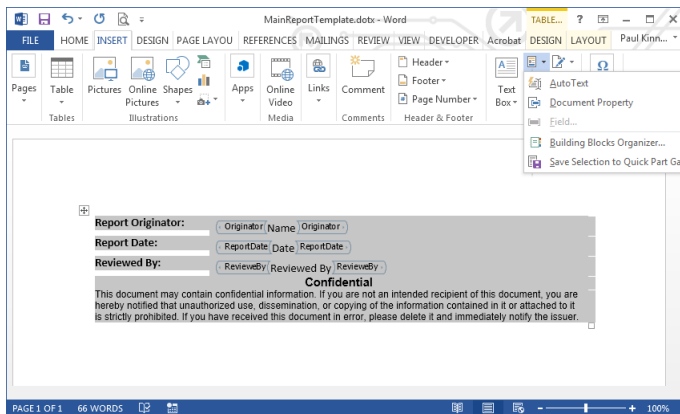 MainReportTemplate.dotx - Word
TABLE... ?
FILE HOME INSERT DESIGN PAGE LAYOU REFERENCES MAILINGS REVIEW VIEW DEVELOPER Acrobat DESIGN LAYOUT Paul Kinn...
Pages Table Pictures Online Pictures Shapes Apps Online Video Links Comment Header Footer Page Number Text Box Ω
Tables Illustrations Media Comments Header & Footer
AutoText
Document Property
Field...
Building Blocks Organizer...
Save Selection to Quick Part Ga
Report Originator: Originator Name Originator
Report Date: ReportDate Date ReportDate
Reviewed By: RevieweBy Reviewed By RevieweBy
Confidential
This document may contain confidential information. If you are not an intended recipient of this document, you are
hereby notified that unauthorized use, dissemination, or copying of the information contained in it or attached to it
is strictly prohibited. If you have received this document in error, please delete it and immediately notify the issuer.
PAGE 1 OF 1 66 WORDS 100%